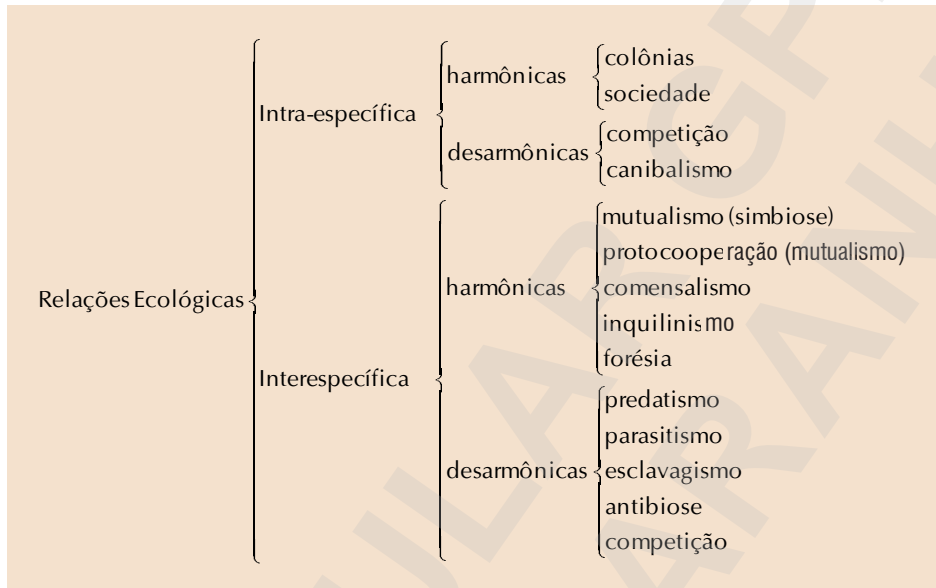 Relações Ecológicas
Intra-específica
harmônicas
colônias
sociedade
desarmônicas
competição
canibalismo
Interespecífica
harmônicas
mutualismo (simbiose)
protocooperação (mutualismo)
comensalismo
inquilinismo
forésia
desarmônicas
predatismo
parasitismo
esclavagismo
antibiose
competição